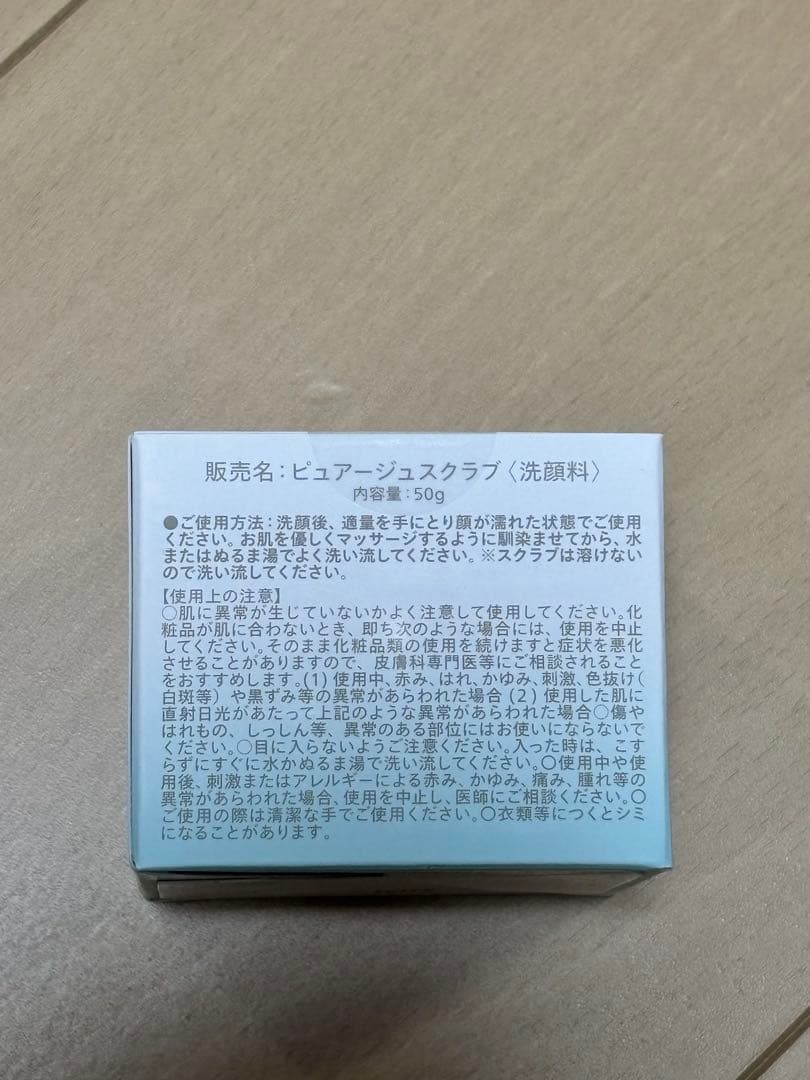 販売名：ピュアージュスクラブ〈洗顔料〉
内容量：50g
●ご使用方法：洗顔後、適量を手にとり顔が濡れた状態でご使用
ください。お肌を優しくマッサージするように馴染ませてから、水
またはぬるま湯でよく洗い流してください。※スクラブは溶けない
ので洗い流してください。
【使用上の注意】
○肌に異常が生じていないかよく注意して使用してください。化
粧品が肌に合わないとき、即ち次のような場合には、使用を中止
してください。そのまま化粧品類の使用を続けますと症状を悪化
させることがありますので、皮膚科専門医等にご相談されること
をおすすめします。(1) 使用中、赤み、はれ、かゆみ、刺激、色抜け(
白斑等）や黒ずみ等の異常があらわれた場合 (2) 使用した肌に
直射日光があたって上記のような異常があらわれた場合○傷や
はれもの、しっしん等、異常のある部位にはお使いにならないで
ください。○目に入らないようご注意ください。入った時は、こす
らずにすぐに水かぬるま湯で洗い流してください。○使用中や使
用後、刺激またはアレルギーによる赤み、かゆみ、痛み、腫れ等の
異常があらわれた場合、使用を中止し、医師にご相談ください。○
ご使用の際は清潔な手でご使用ください。○衣類等につくとシミ
になることがあります。